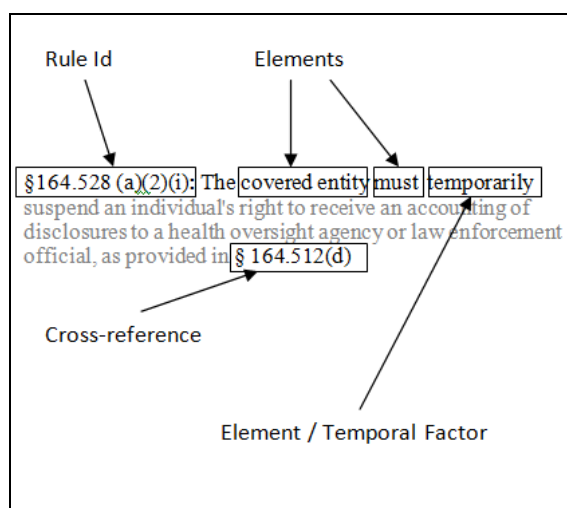 Rule Id
Elements
§164.528 (a)(2)(i): The covered entity must temporarily
suspend an individual's right to receive an accounting of
disclosures to a health oversight agency or law enforcement
official, as provided in § 164.512(d)
Cross-reference
Element / Temporal Factor